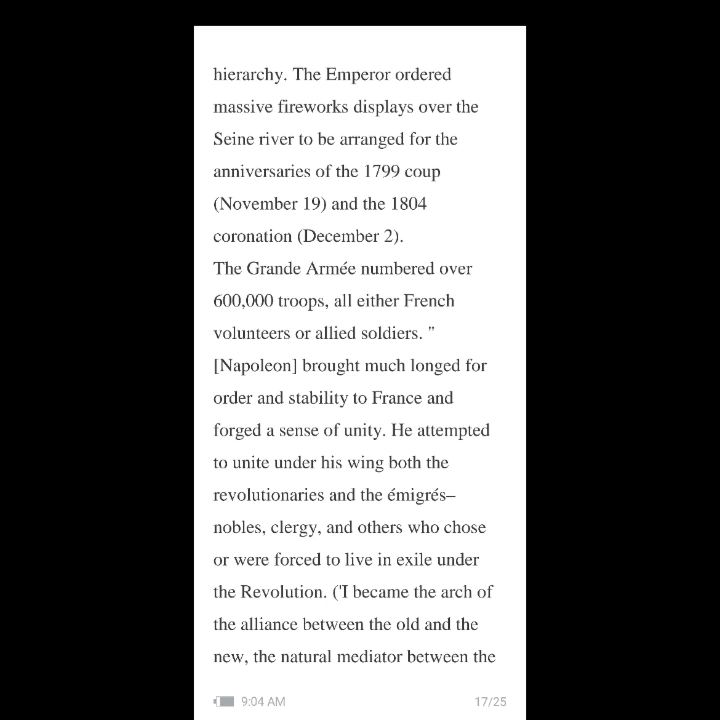 hierarchy. The Emperor ordered
massive fireworks displays over the
Seine river to be arranged for the
anniversaries of the 1799 coup
(November 19) and the 1804
coronation (December 2).
The Grande Armée numbered over
600,000 troops, all either French
volunteers or allied soldiers. "
[Napoleon] brought much longed for
order and stability to France and
forged a sense of unity. He attempted
to unite under his wing both the
revolutionaries and the émigrés–
nobles, clergy, and others who chose
or were forced to live in exile under
the Revolution. ('I became the arch of
the alliance between the old and the
new, the natural mediator between the
9:04 AM 17/25